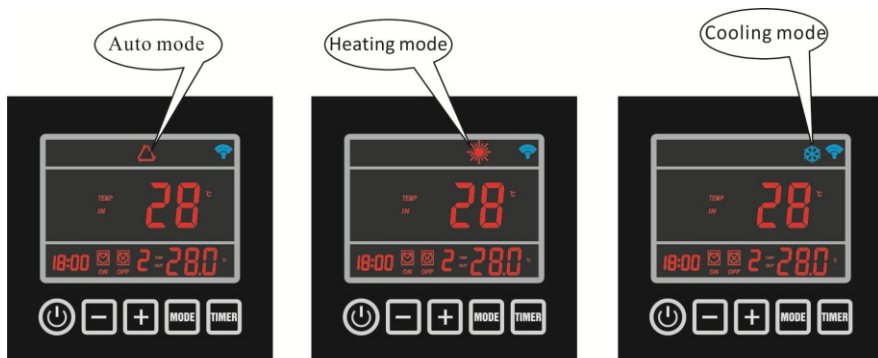 Auto mode
Heating mode
Cooling mode
TEMP
IN
28 °C
18:00 ON OFF 2 TEMP OUT 28.0 °C
MODE TIMER
TEMP
IN
28 °C
18:00 ON OFF 2 TEMP OUT 28.0 °C
MODE TIMER
TEMP
IN
28 °C
18:00 ON OFF 2 TEMP OUT 28.0 °C
MODE TIMER